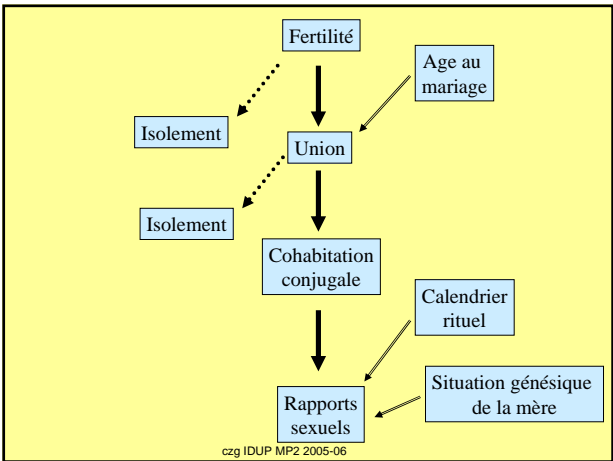 Fertilité
Age au
mariage
Isolement
Union
Isolement
Cohabitation
conjugale
Calendrier
rituel
Situation génésique
de la mère
Rapports
sexuels
czg IDUP MP2 2005-06